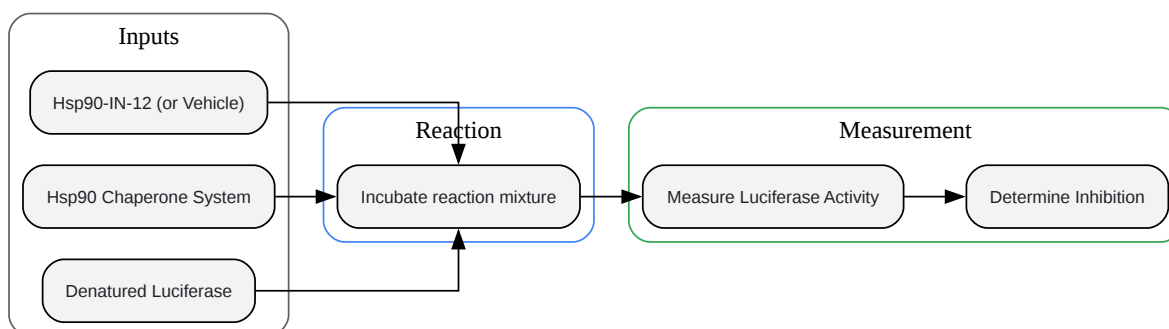 Inputs
Hsp90-IN-12 (or Vehicle)
Hsp90 Chaperone System
Denatured Luciferase
Reaction
Incubate reaction mixture
Measurement
Measure Luciferase Activity
Determine Inhibition